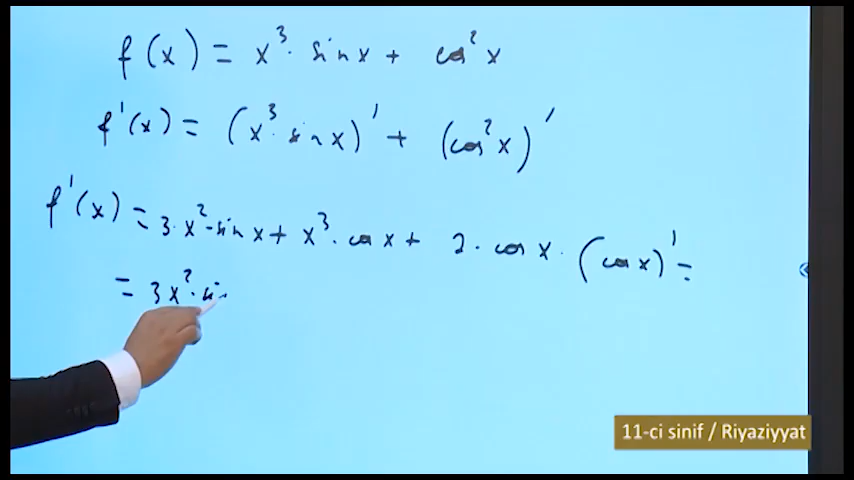 f(x) = x³· sinx + cos²x
f'(x) = (x³· sinx)' + (cos²x)'
f'(x) = 3·x²·sinx + x³· cosx + 2· cosx· (cosx)' =
= 3x²· sin
11-ci sinif / Riyaziyyat